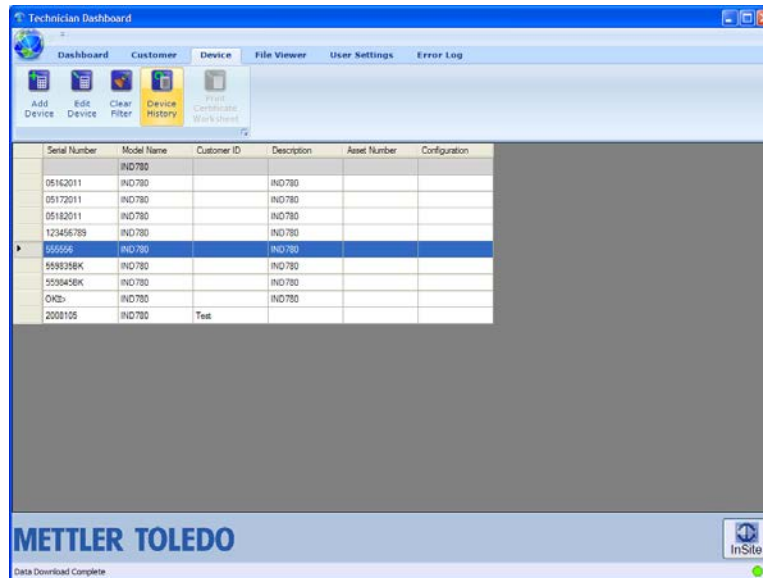 Technician Dashboard
Dashboard Customer Device File Viewer User Settings Error Log
Add Device
Edit Device
Clear Filter
Device History
Print Certificate Worksheet
Serial Number Model Name Customer ID Description Asset Number Configuration
IND780
05162011 IND780 IND780
05172011 IND780 IND780
05182011 IND780 IND780
123456789 IND780 IND780
555556 IND780 IND780
559835BK IND780 IND780
559845BK IND780 IND780
IND780 IND780
2008105 IND780 Test
METTLER TOLEDO
InSite
Data Download Complete